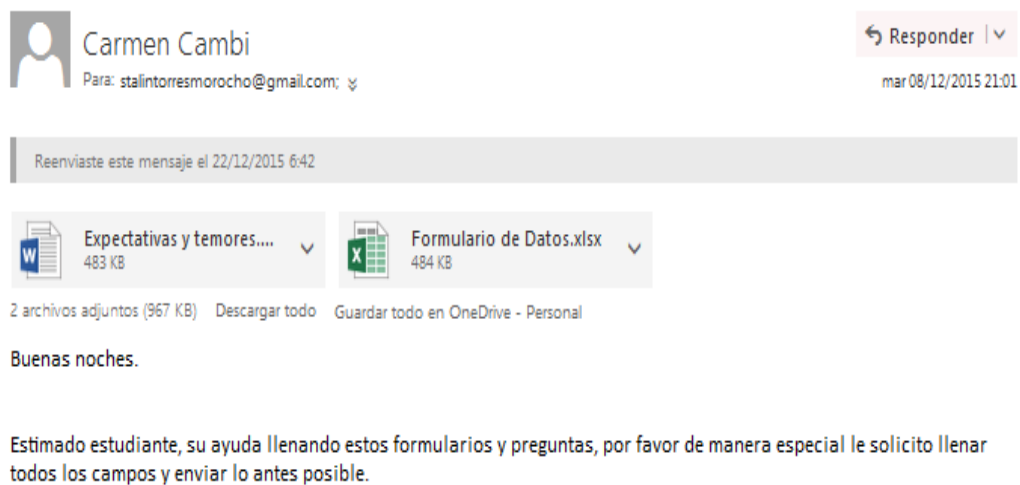 Carmen Cambi
Responder
Para: stalintorresmorocho@gmail.com;
mar 08/12/2015 21:01
Reenviaste este mensaje el 22/12/2015 6:42
Expectativas y temores....
483 KB
Formulario de Datos.xlsx
484 KB
2 archivos adjuntos (967 KB) Descargar todo Guardar todo en OneDrive - Personal
Buenas noches.
Estimado estudiante, su ayuda llenando estos formularios y preguntas, por favor de manera especial le solicito llenar
todos los campos y enviar lo antes posible.